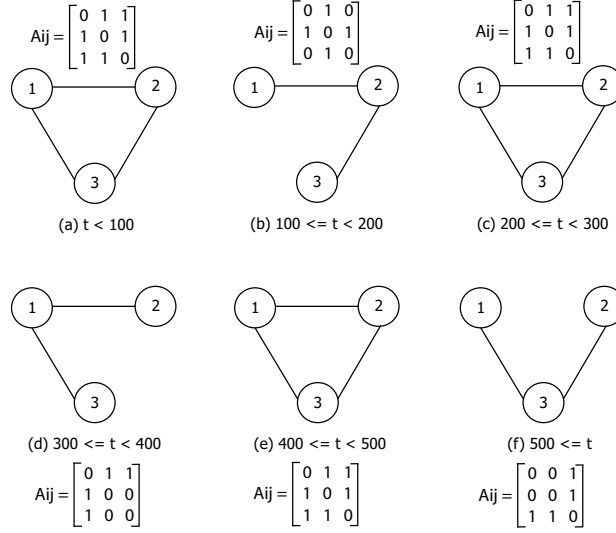 Aij = [0 1 1
1 0 1
1 1 0]
1 2
3
(a) t < 100
Aij = [0 1 0
1 0 1
0 1 0]
1 2
3
(b) 100 <= t < 200
Aij = [0 1 1
1 0 1
1 1 0]
1 2
3
(c) 200 <= t < 300
1 2
3
(d) 300 <= t < 400
Aij = [0 1 1
1 0 0
1 0 0]
1 2
3
(e) 400 <= t < 500
Aij = [0 1 1
1 0 1
1 1 0]
1 2
3
(f) 500 <= t
Aij = [0 0 1
0 0 1
1 1 0]